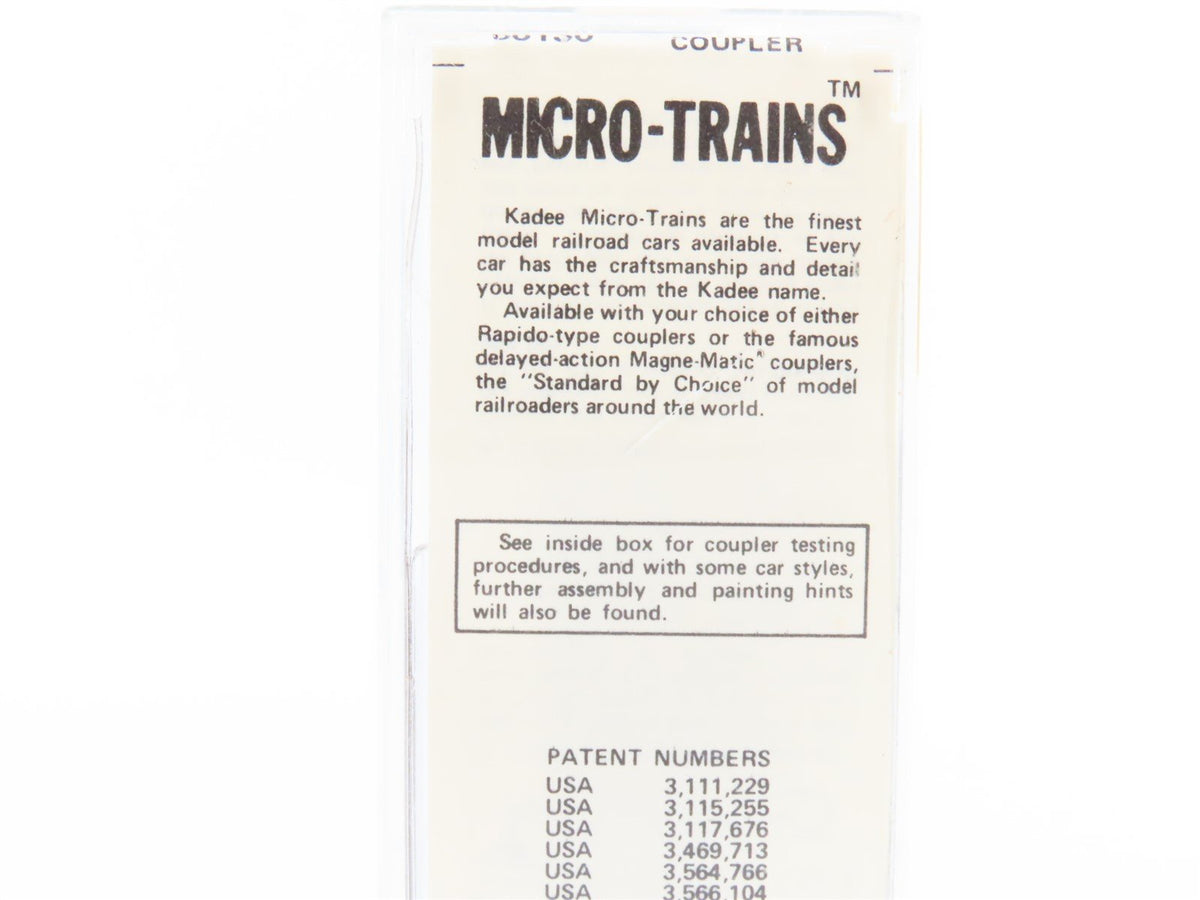 COUPLER
MICRO-TRAINS™
Kadee Micro-Trains are the finest
model railroad cars available. Every
car has the craftsmanship and detail
you expect from the Kadee name.
Available with your choice of either
Rapido-type couplers or the famous
delayed-action Magne-Matic® couplers,
the "Standard by Choice" of model
railroaders around the world.
See inside box for coupler testing
procedures, and with some car styles,
further assembly and painting hints
will also be found.
PATENT NUMBERS
USA 3,111,229
USA 3,115,255
USA 3,117,676
USA 3,469,713
USA 3,564,766
USA 3,566,104